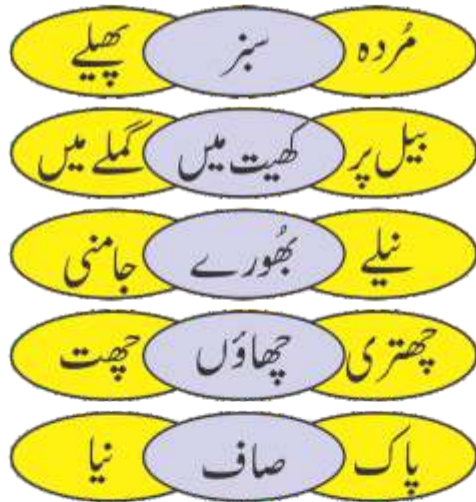 مُردہ سبز پھیلے
بیل پر کھیت میں گملے میں
نیلے بھُورے جامنی
چھتری چھاؤں چھت
پاک صاف نیا